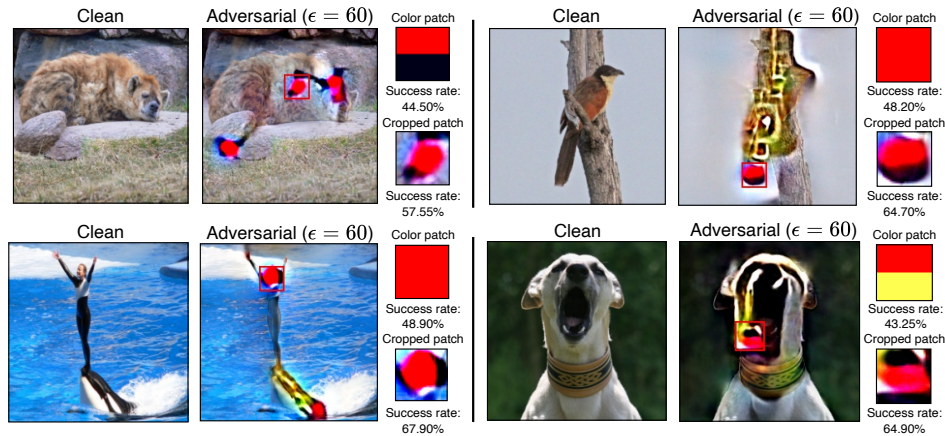 Clean
Adversarial (ϵ = 60)
Color patch
Success rate:
44.50%
Cropped patch
Success rate:
57.55%
Clean
Adversarial (ϵ = 60)
Color patch
Success rate:
48.20%
Cropped patch
Success rate:
64.70%
Clean
Adversarial (ϵ = 60)
Color patch
Success rate:
48.90%
Cropped patch
Success rate:
67.90%
Clean
Adversarial (ϵ = 60)
Color patch
Success rate:
43.25%
Cropped patch
Success rate:
64.90%